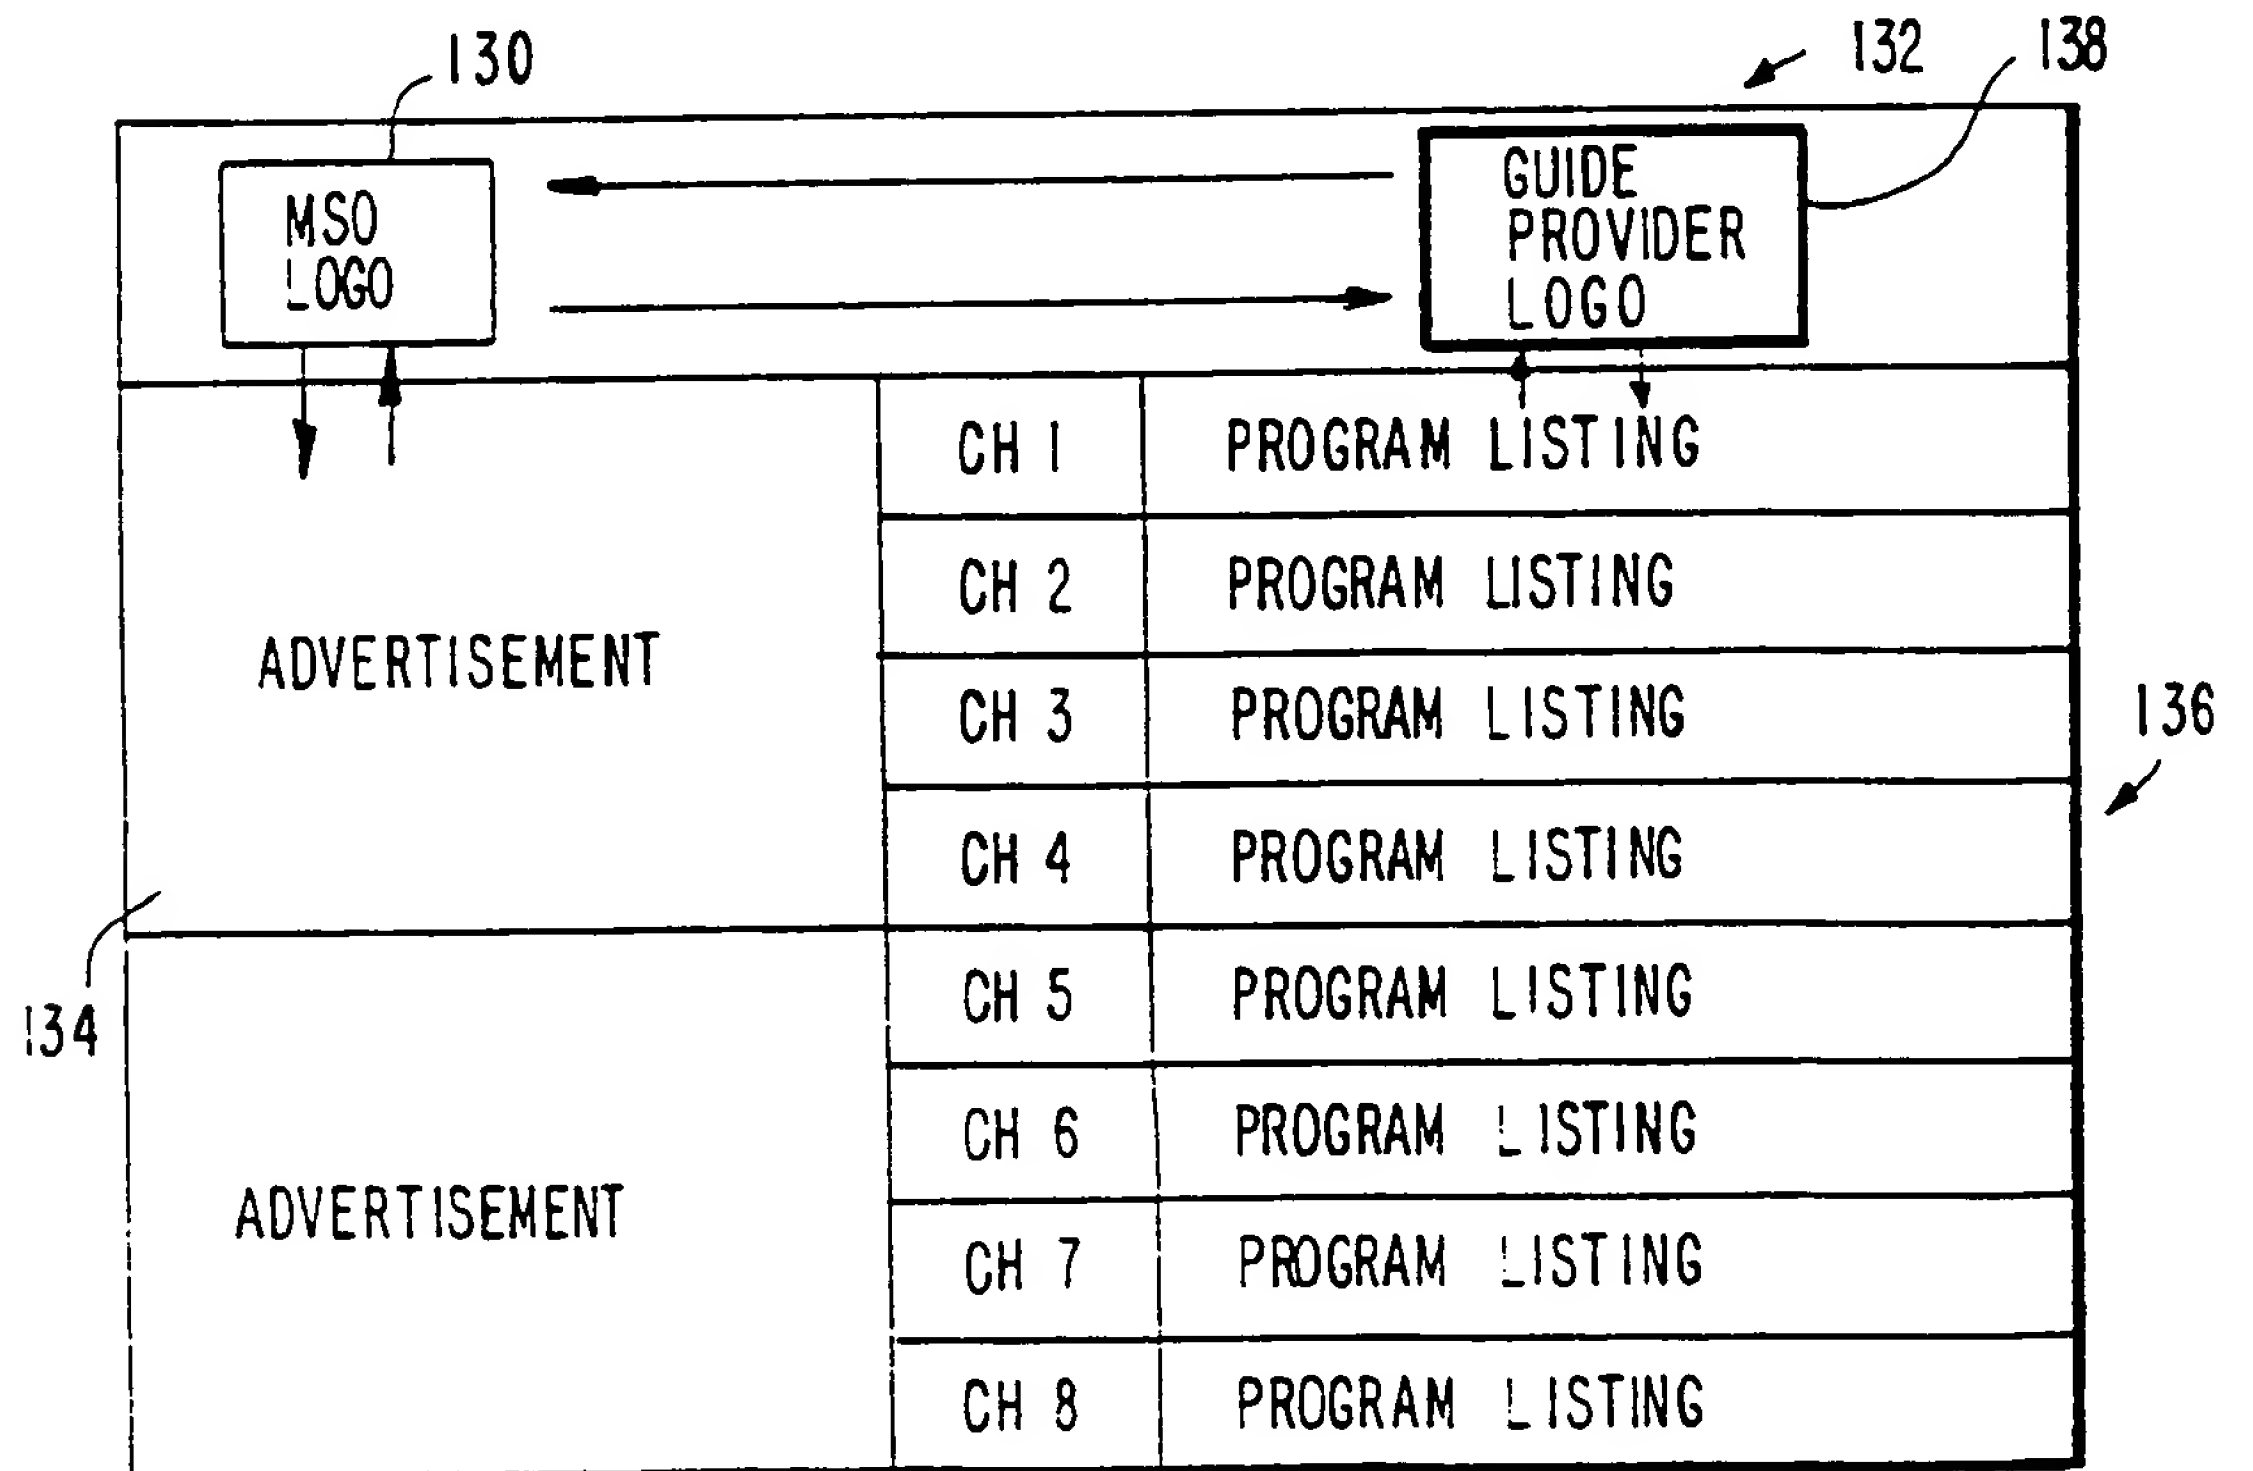 130
132
138
MSO
LOGO
GUIDE
PROVIDER
LOGO
CH 1 PROGRAM LISTING
CH 2 PROGRAM LISTING
ADVERTISEMENT
CH 3 PROGRAM LISTING
136
CH 4 PROGRAM LISTING
134
CH 5 PROGRAM LISTING
CH 6 PROGRAM LISTING
ADVERTISEMENT
CH 7 PROGRAM LISTING
CH 8 PROGRAM LISTING